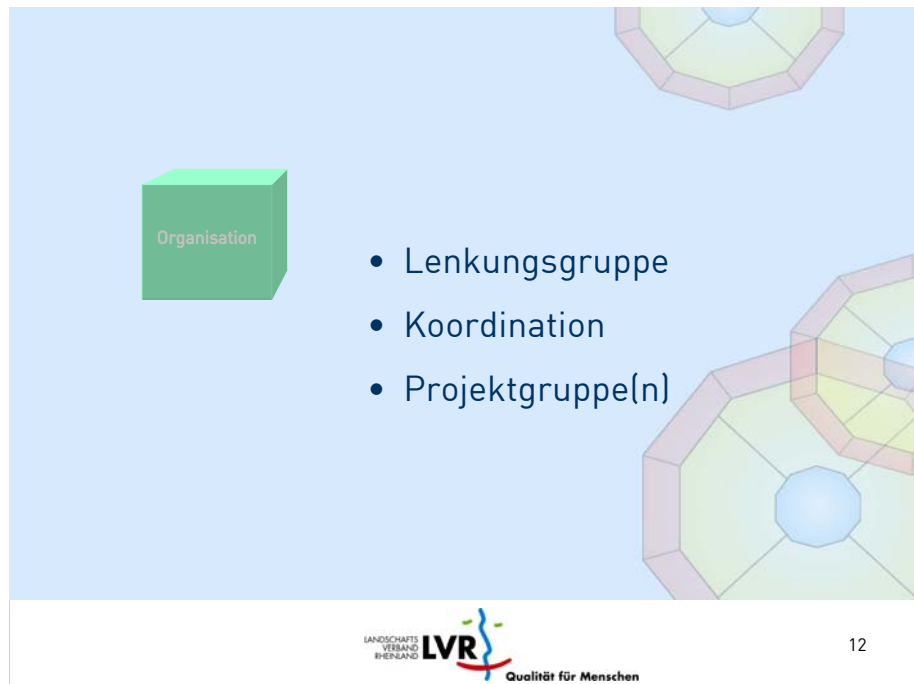 Organisation
• Lenkungsgruppe
• Koordination
• Projektgruppe(n)
LANDSCHAFTS
VERBAND
RHEINLAND
LVR
Qualität für Menschen
12